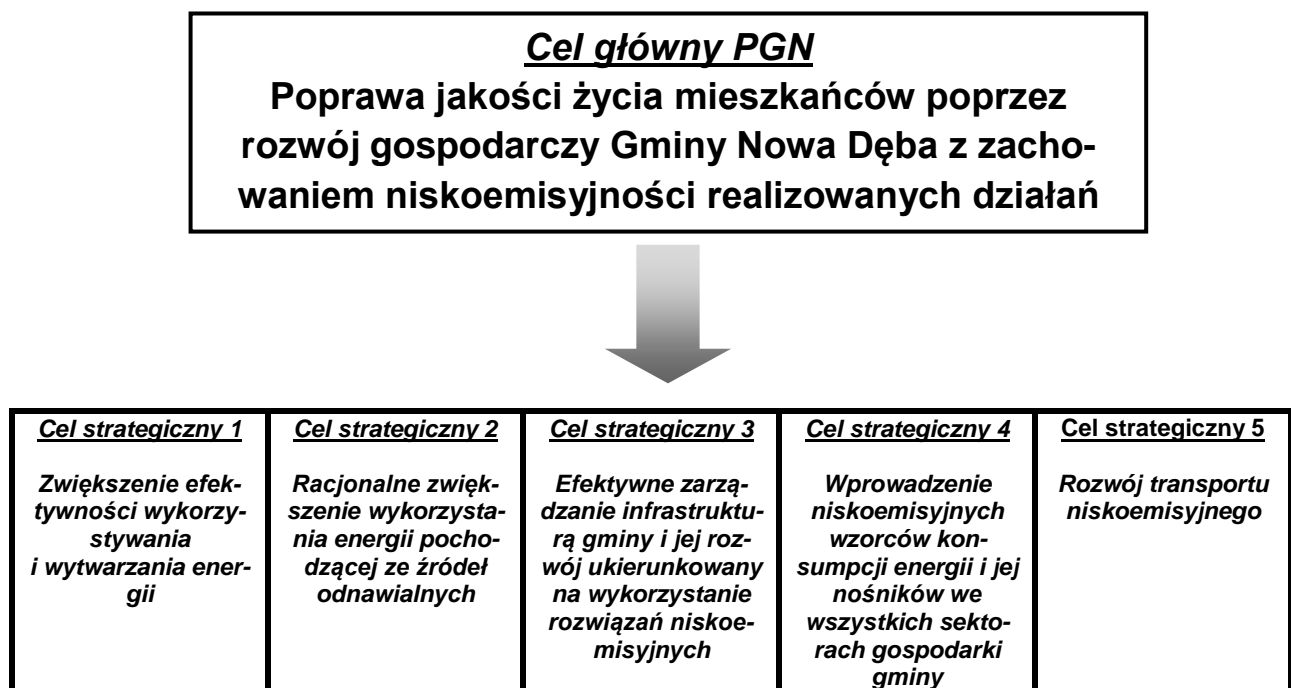 Cel główny PGN
Poprawa jakości życia mieszkańców poprzez
rozwój gospodarczy Gminy Nowa Dęba z zacho-
waniem niskoemisyjności realizowanych działań
Cel strategiczny 1
Zwiększenie efek-
tywności wykorzy-
stywania
i wytwarzania ener-
gii
Cel strategiczny 2
Racjonalne zwięk-
szenie wykorzysta-
nia energii pocho-
dzącej ze źródeł
odnawialnych
Cel strategiczny 3
Efektywne zarzą-
dzanie infrastruktu-
rą gminy i jej roz-
wój ukierunkowany
na wykorzystanie
rozwiązań niskoe-
misyjnych
Cel strategiczny 4
Wprowadzenie
niskoemisyjnych
wzorców kon-
sumpcji energii i jej
nośników we
wszystkich sekto-
rach gospodarki
gminy
Cel strategiczny 5
Rozwój transportu
niskoemisyjnego